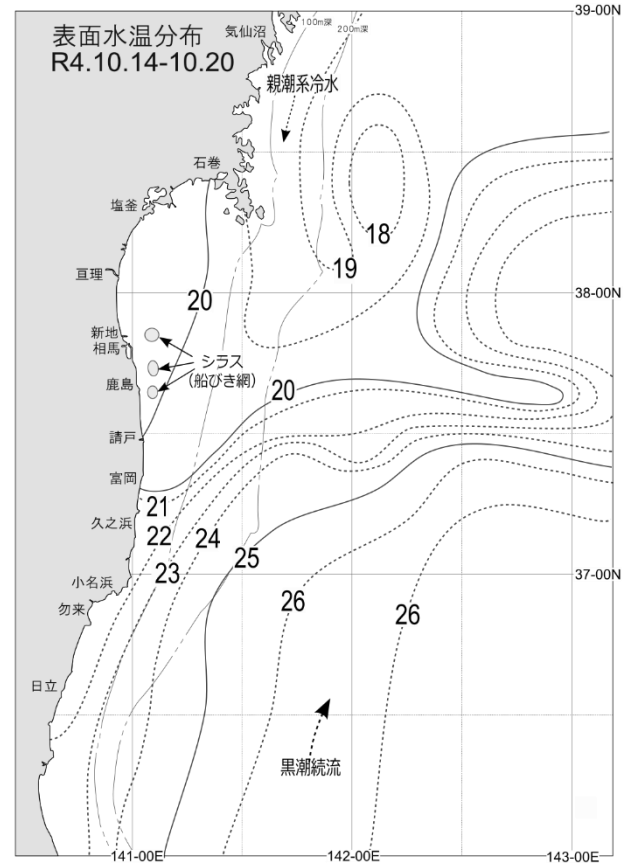 表面水温分布
R4.10.14-10.20
気仙沼
100m深
200m深
39-00N
親潮系冷水
石巻
塩釜
18
19
亘理
20
38-00N
新地
相馬
シラス
(船びき網)
鹿島
20
請戸
富岡
21
久之浜
22
24
23
25
37-00N
小名浜
勿来
26
26
日立
黒潮続流
141-00E
142-00E
143-00E